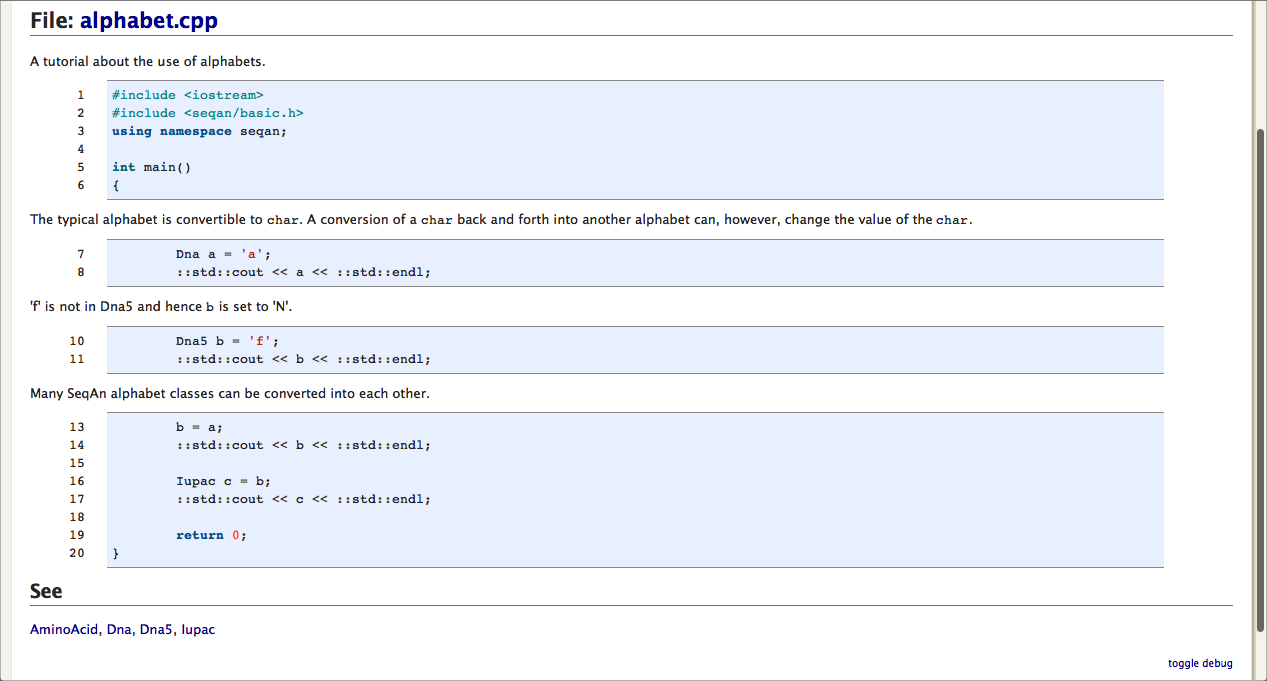 File: alphabet.cpp
A tutorial about the use of alphabets.
1 #include <iostream>
2 #include <seqan/basic.h>
3 using namespace seqan;
4
5 int main()
6 {
The typical alphabet is convertible to char. A conversion of a char back and forth into another alphabet can, however, change the value of the char.
7 Dna a = 'a';
8 ::std::cout << a << ::std::endl;
'f' is not in Dna5 and hence b is set to 'N'.
10 Dna5 b = 'f';
11 ::std::cout << b << ::std::endl;
Many SeqAn alphabet classes can be converted into each other.
13 b = a;
14 ::std::cout << b << ::std::endl;
15
16 Iupac c = b;
17 ::std::cout << c << ::std::endl;
18
19 return 0;
20 }
See
AminoAcid, Dna, Dna5, Iupac
toggle debug